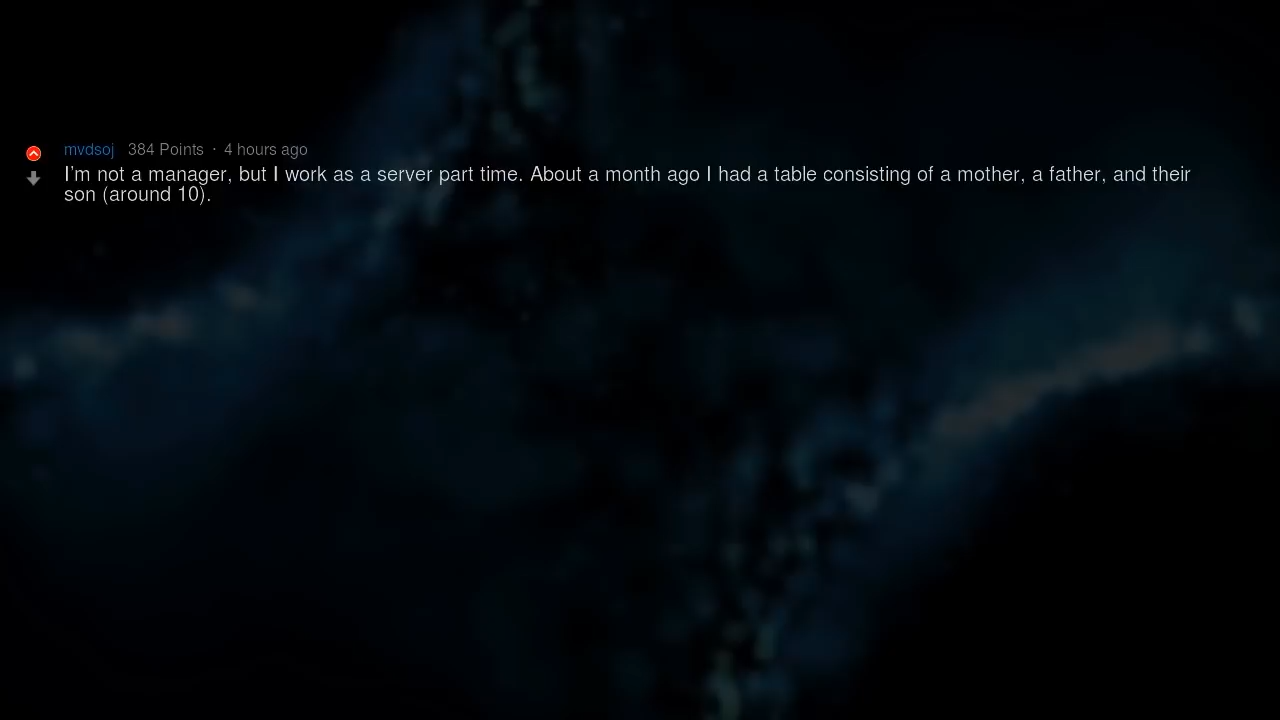 mvdsoj 384 Points · 4 hours ago
I'm not a manager, but I work as a server part time. About a month ago I had a table consisting of a mother, a father, and their
son (around 10).